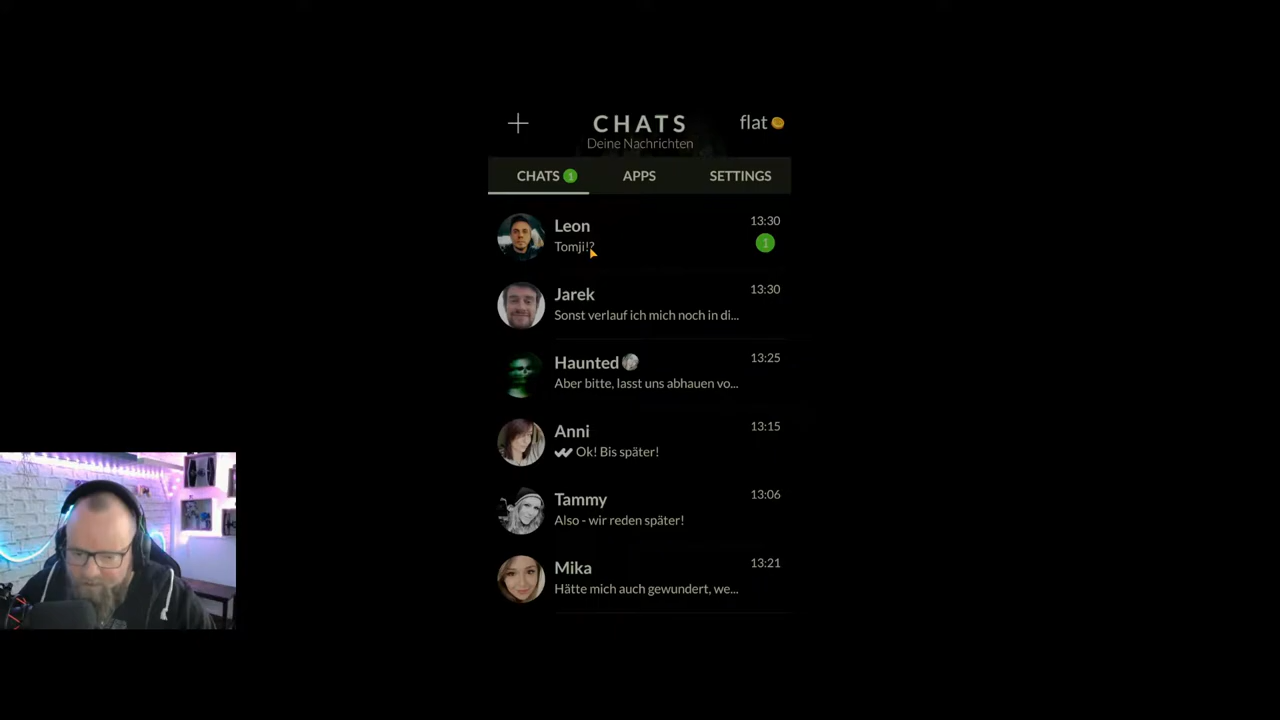 CHATS
flat
Deine Nachrichten
CHATS 1
APPS
SETTINGS
Leon
13:30
Tomji!?
1
Jarek
13:30
Sonst verlauf ich mich noch in di...
Haunted
13:25
Aber bitte, lasst uns abhauen vo...
Anni
13:15
Ok! Bis später!
Tammy
13:06
Also - wir reden später!
Mika
13:21
Hätte mich auch gewundert, we...